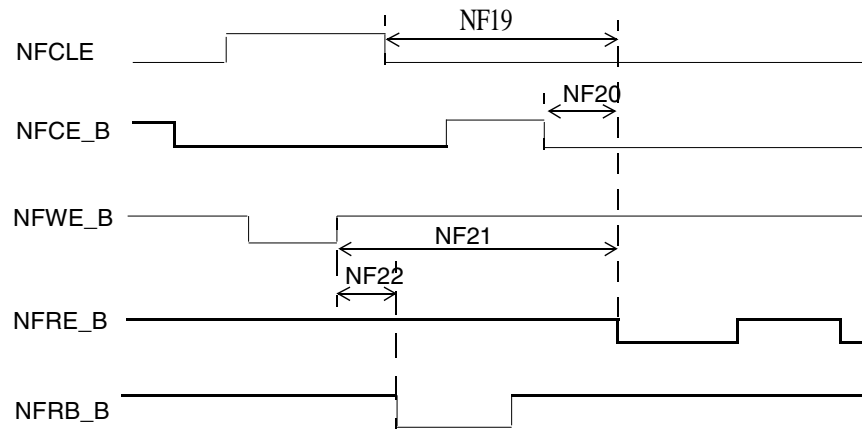 NF19
NFCLE
NF20
NFCE_B
NFWE_B
NF21
NF22
NFRE_B
NFRB_B